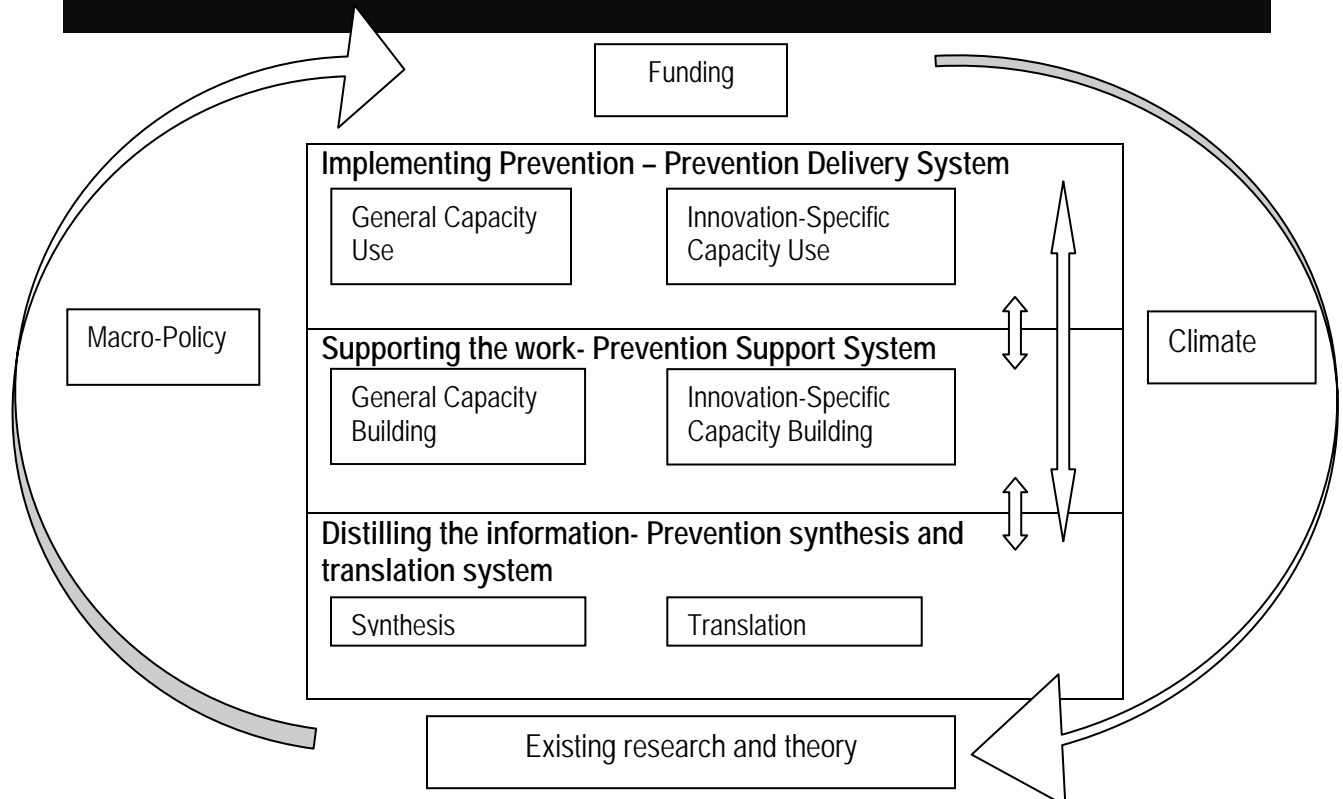 Funding
Implementing Prevention – Prevention Delivery System
General Capacity
Use
Innovation-Specific
Capacity Use
Macro-Policy
Climate
Supporting the work- Prevention Support System
General Capacity
Building
Innovation-Specific
Capacity Building
Distilling the information- Prevention synthesis and
translation system
Synthesis
Translation
Existing research and theory